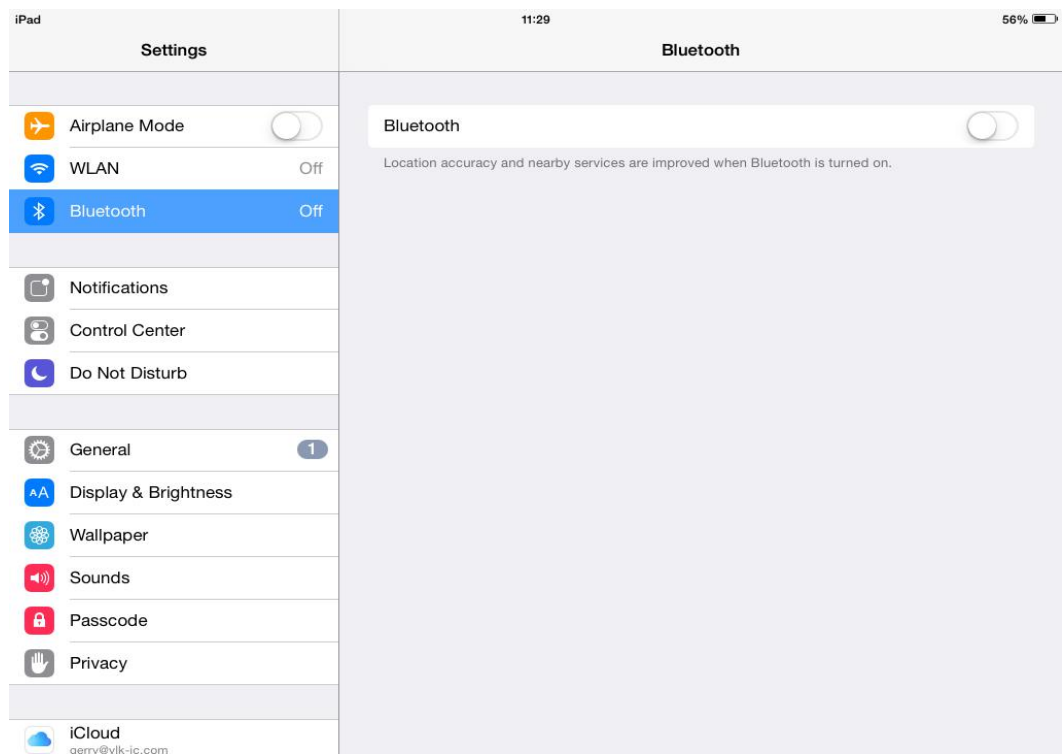 iPad 11:29 56%
Settings
Bluetooth
Airplane Mode
WLAN Off
Bluetooth Off
Notifications
Control Center
Do Not Disturb
General 1
AA Display & Brightness
Wallpaper
Sounds
Passcode
Privacy
iCloud
gerry@vlk-ic.com
Bluetooth
Location accuracy and nearby services are improved when Bluetooth is turned on.